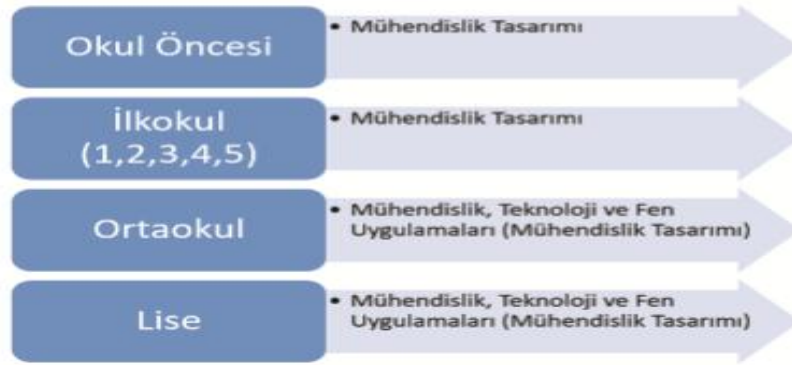 Okul Öncesi
• Mühendislik Tasarımı
İlkokul
(1,2,3,4,5)
• Mühendislik Tasarımı
Ortaokul
• Mühendislik, Teknoloji ve Fen
Uygulamaları (Mühendislik Tasarımı)
Lise
• Mühendislik, Teknoloji ve Fen
Uygulamaları (Mühendislik Tasarımı)